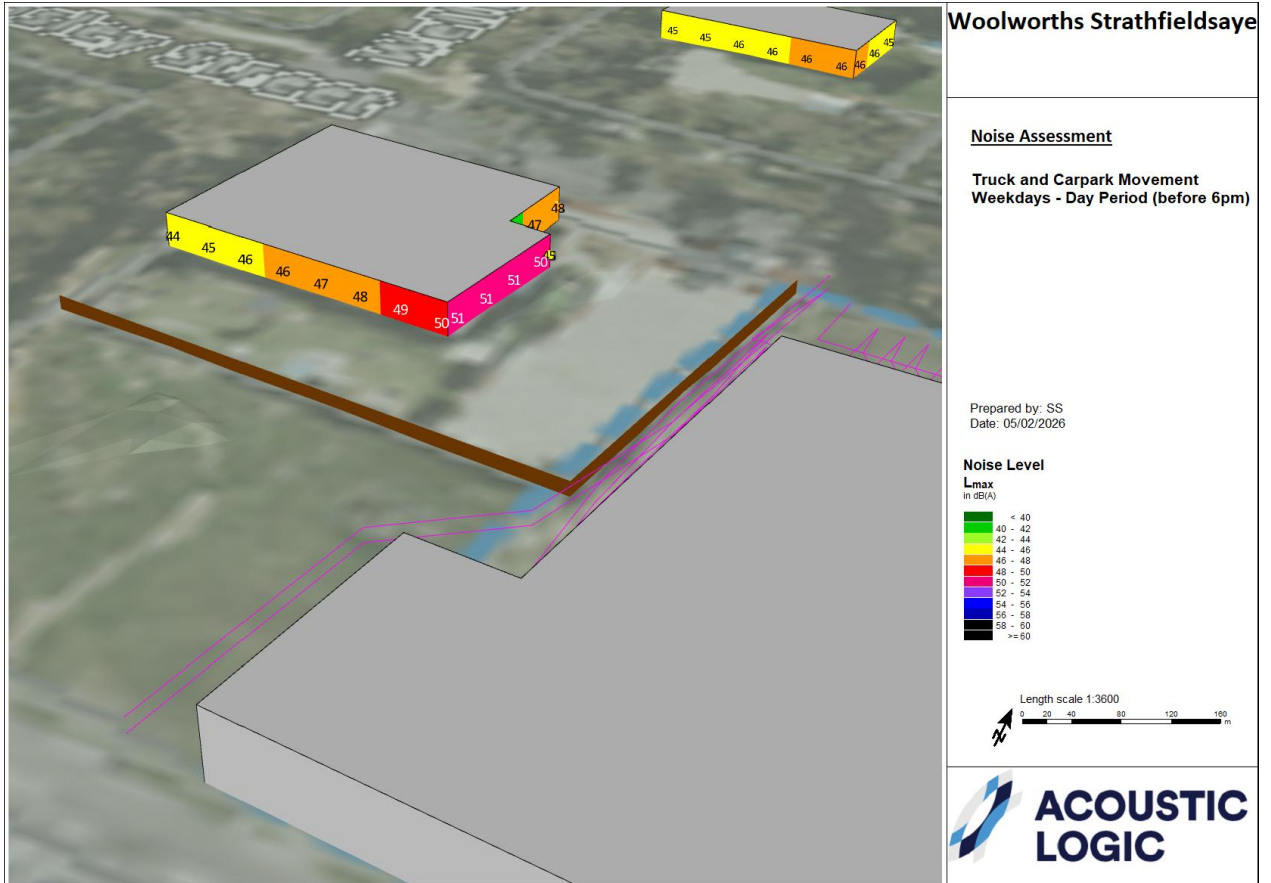 Woolworths Strathfieldsaye
Noise Assessment
Truck and Carpark Movement
Weekdays - Day Period (before 6pm)
Prepared by: SS
Date: 05/02/2026
Noise Level
Lmax
in dB(A)
< 40
40 - 42
42 - 44
44 - 46
46 - 48
48 - 50
50 - 52
52 - 54
54 - 56
56 - 58
58 - 60
>= 60
Length scale 1:3600
0 20 40 80 120 160
m
N
ACOUSTIC
LOGIC
45 45 46 46 46 46 46 46 45
44 45 46 46 47 48 49 50 51 51 51 50
47 48
Street